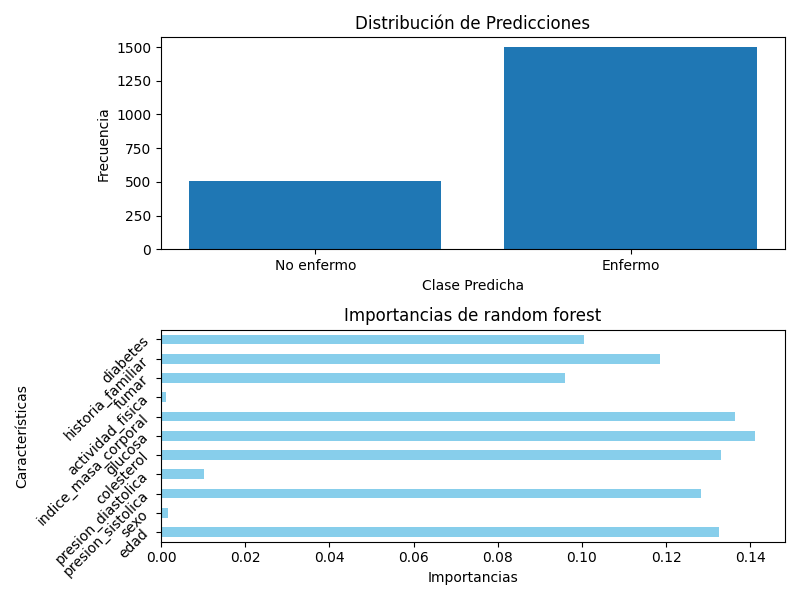 Distribución de Predicciones
1500
1250
1000
750
500
250
0
Frecuencia
No enfermo
Enfermo
Clase Predicha
Importancias de random forest
diabetes
historia_familiar
fumar
actividad_fisica
indice_masa_corporal
glucosa
colesterol
presion_diastolica
presion_sistolica
sexo
edad
Características
0.00 0.02 0.04 0.06 0.08 0.10 0.12 0.14
Importancias